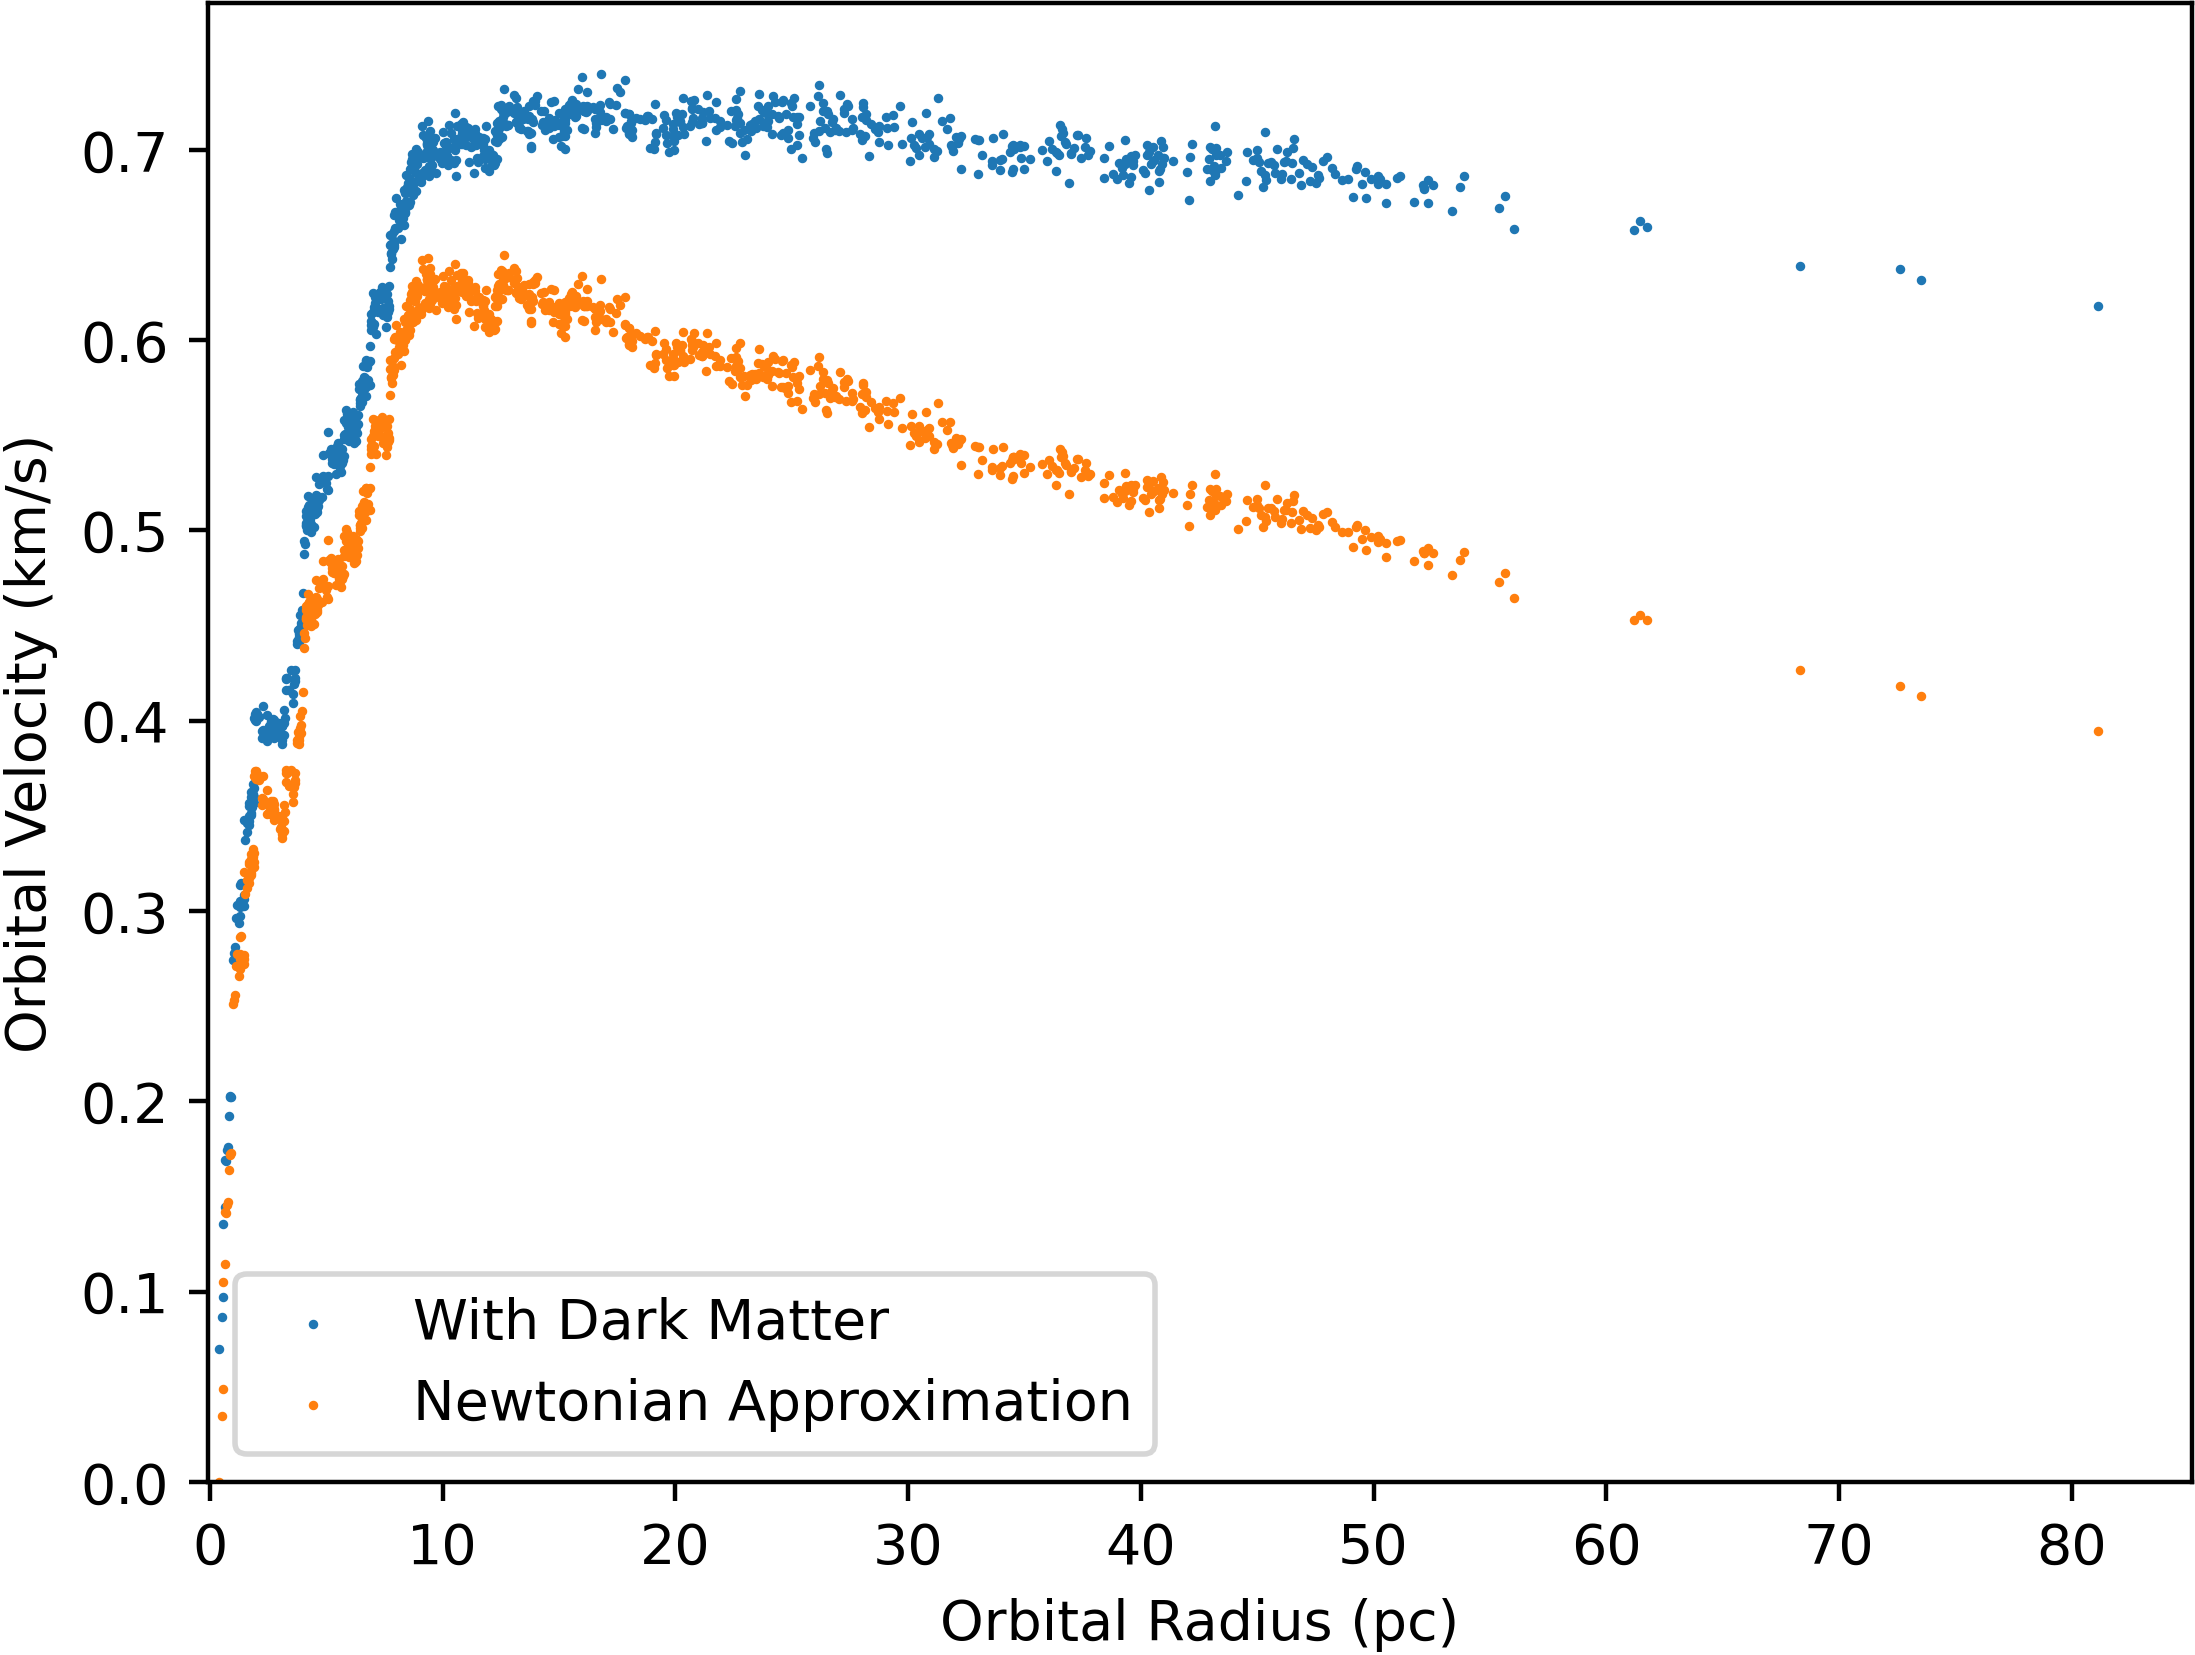 0.7
0.6
0.5
0.4
0.3
0.2
0.1
0.0
Orbital Velocity (km/s)
With Dark Matter
Newtonian Approximation
0 10 20 30 40 50 60 70 80
Orbital Radius (pc)